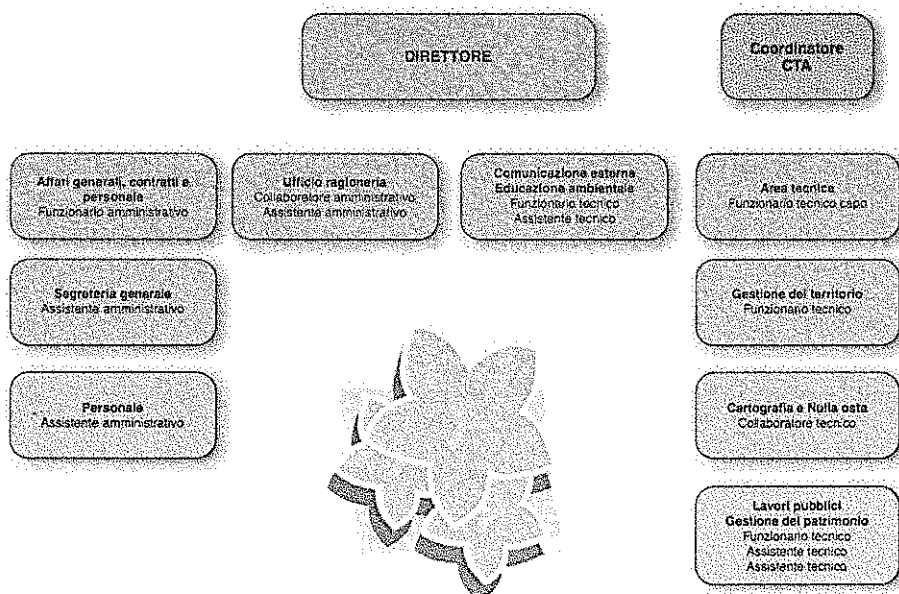 DIRETTORE
Coordinatore
CTA
Affari generali, contratti e
personale
Funzionario amministrativo
Ufficio ragioneria
Collaboratore amministrativo
Assistente amministrativo
Comunicazione esterna
Educazione ambientale
Funzionario tecnico
Assistente tecnico
Area tecnica
Funzionario tecnico capo
Segreteria generale
Assistente amministrativo
Gestione del territorio
Funzionario tecnico
Personale
Assistente amministrativo
Cartografia e Nulla osta
Collaboratore tecnico
Lavori pubblici
Gestione del patrimonio
Funzionario tecnico
Assistente tecnico
Assistente tecnico